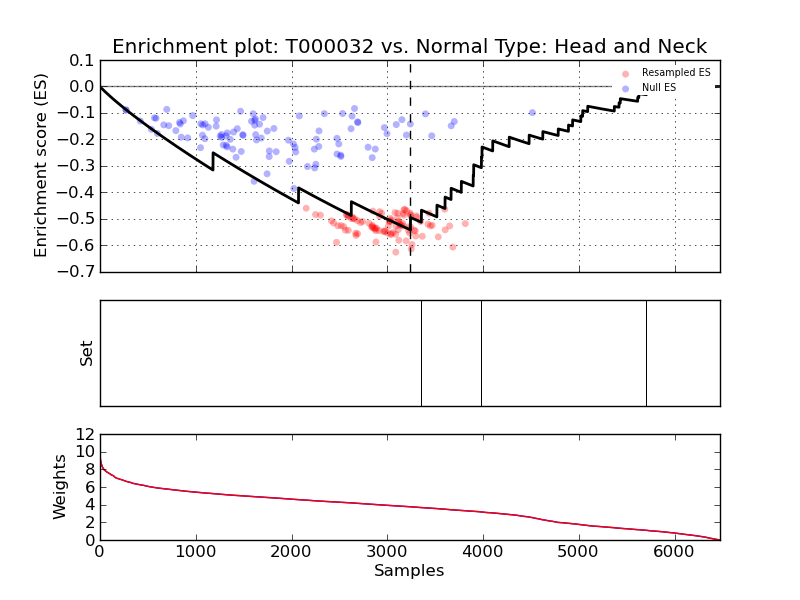 Enrichment plot: T000032 vs. Normal Type: Head and Neck
Enrichment score (ES)
0.1
0.0
−0.1
−0.2
−0.3
−0.4
−0.5
−0.6
−0.7
Resampled ES
Null ES
Set
Weights
12
10
8
6
4
2
0
0 1000 2000 3000 4000 5000 6000
Samples